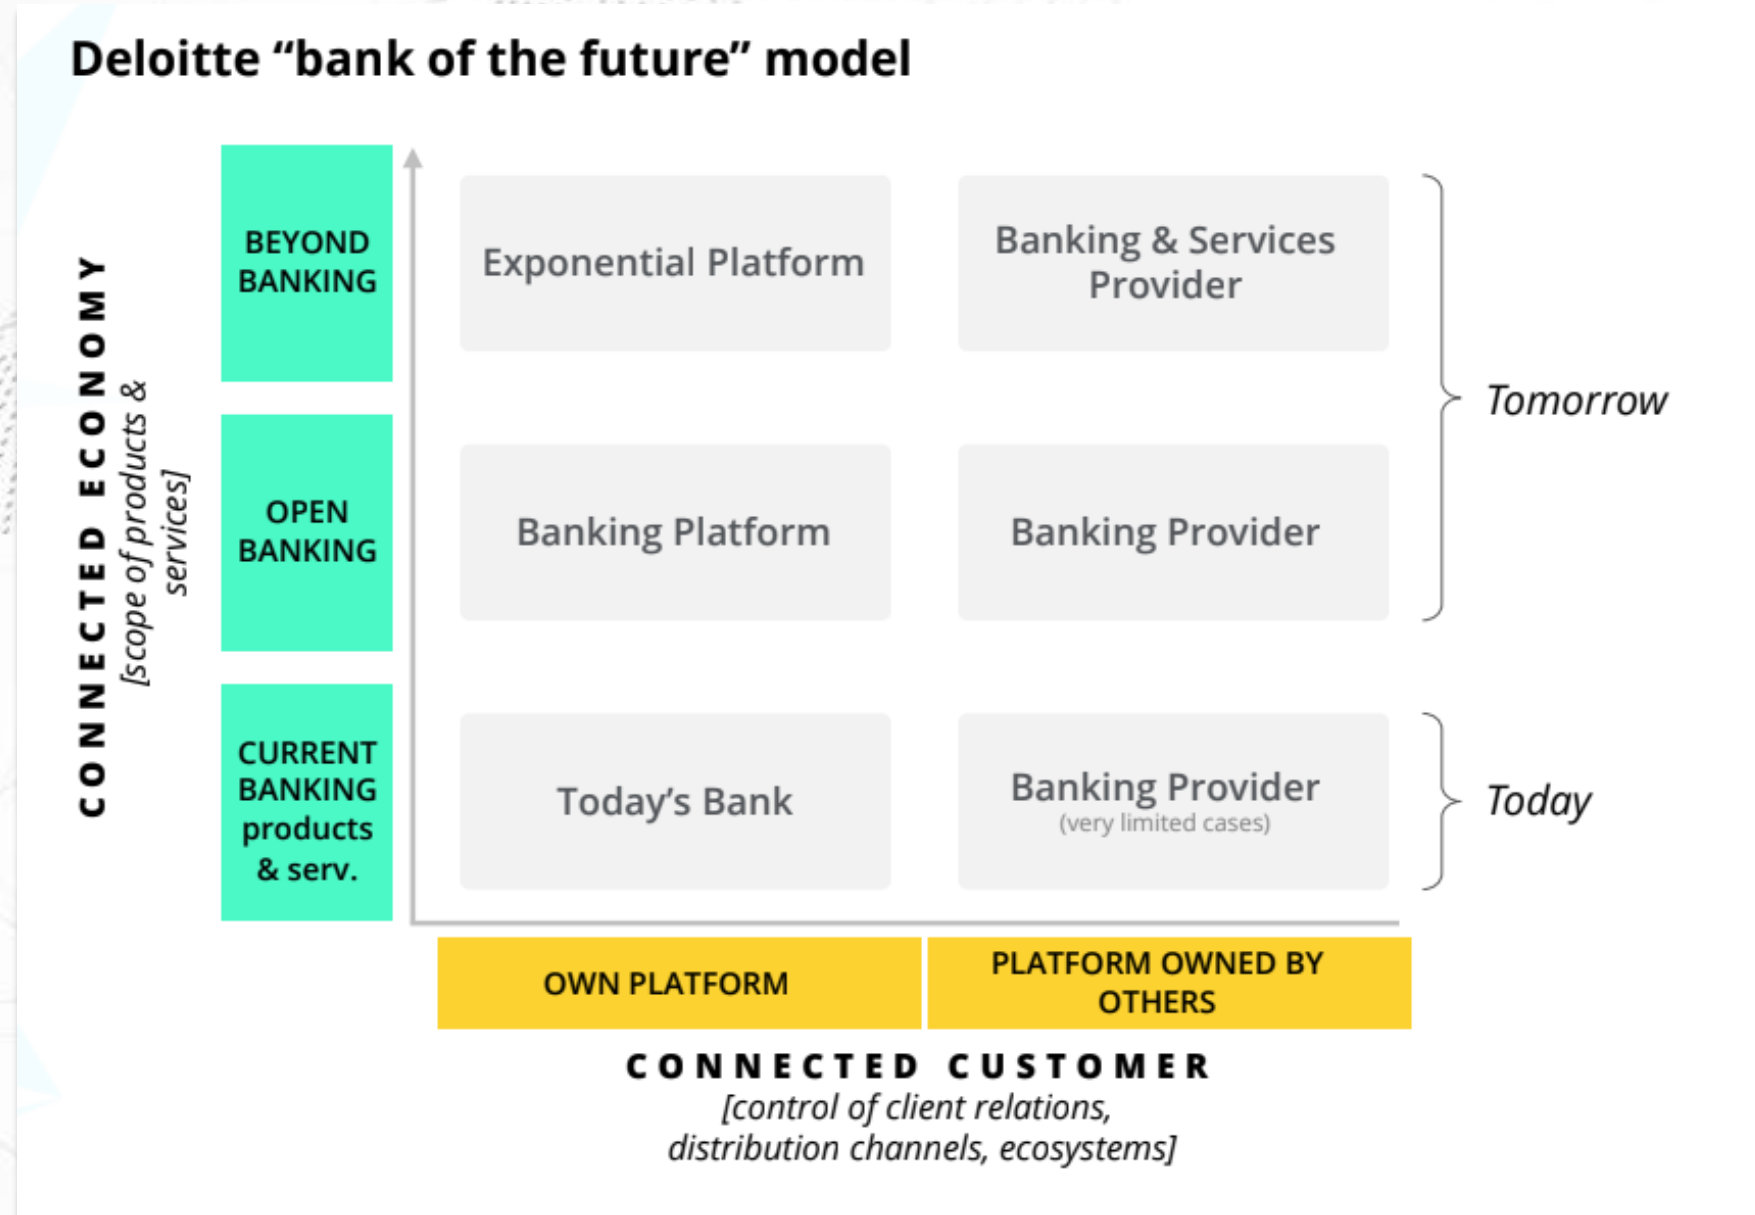 Deloitte “bank of the future” model
CONNECTED ECONOMY
[scope of products &
services]
BEYOND
BANKING
Exponential Platform
Banking & Services
Provider
Tomorrow
OPEN
BANKING
Banking Platform
Banking Provider
CURRENT
BANKING
products
& serv.
Today’s Bank
Banking Provider
(very limited cases)
Today
OWN PLATFORM
PLATFORM OWNED BY
OTHERS
CONNECTED CUSTOMER
[control of client relations,
distribution channels, ecosystems]